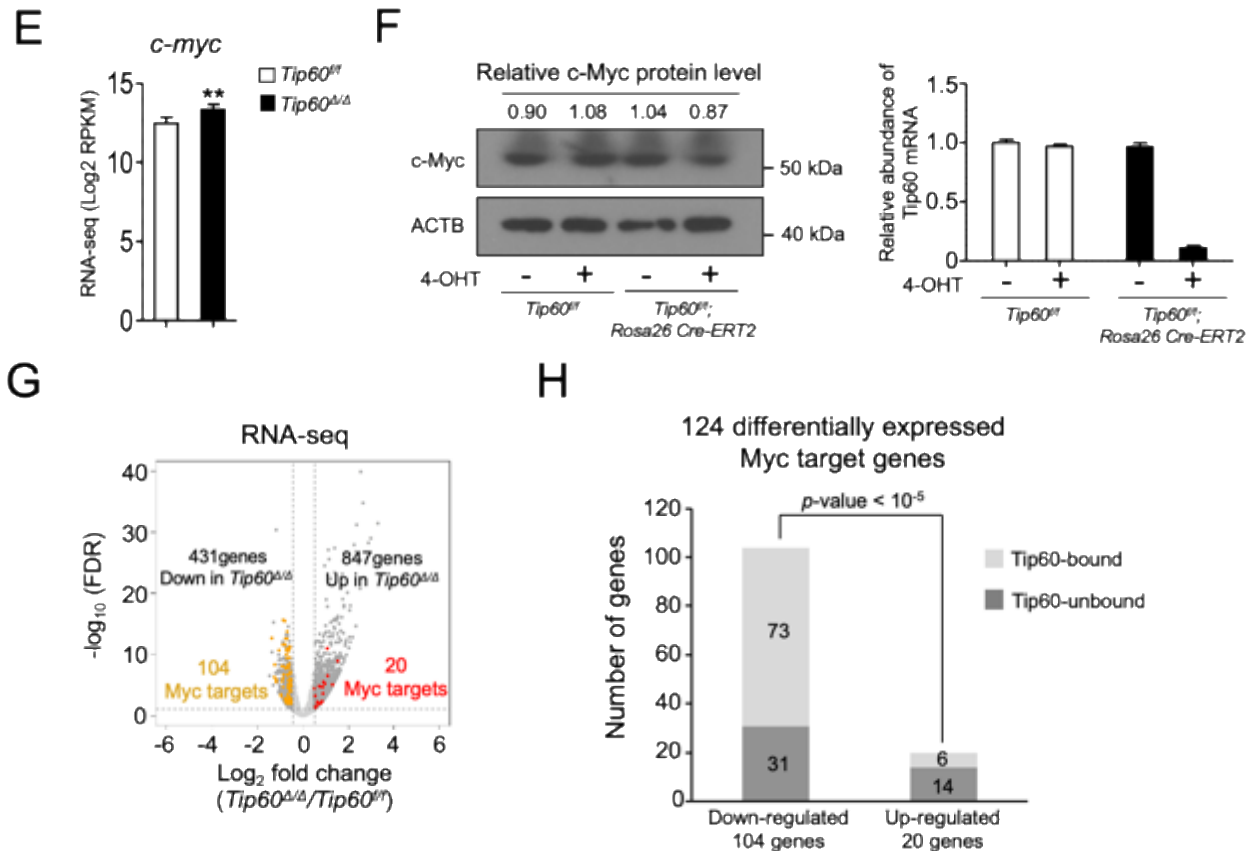 E
c-myc
15
10
5
0
RNA-seq (Log2 RPKM)
**
Tip60f/f
Tip60Δ/Δ
F
Relative c-Myc protein level
0.90 1.08 1.04 0.87
c-Myc
50 kDa
ACTB
40 kDa
4-OHT - + - +
Tip60f/f
Tip60f/f;
Rosa26 Cre-ERT2
Relative abundance of
Tip60 mRNA
1.5
1.0
0.5
0
4-OHT - + - +
Tip60f/f
Tip60f/f;
Rosa26 Cre-ERT2
G
RNA-seq
40
30
20
10
0
-log10 (FDR)
431genes
Down in Tip60Δ/Δ
847genes
Up in Tip60Δ/Δ
104
Myc targets
20
Myc targets
-6 -4 -2 0 2 4 6
Log2 fold change
(Tip60Δ/Δ/Tip60f/f)
H
124 differentially expressed
Myc target genes
p-value < 10-5
120
100
80
60
40
20
0
Number of genes
73
31
6
14
Tip60-bound
Tip60-unbound
Down-regulated
104 genes
Up-regulated
20 genes